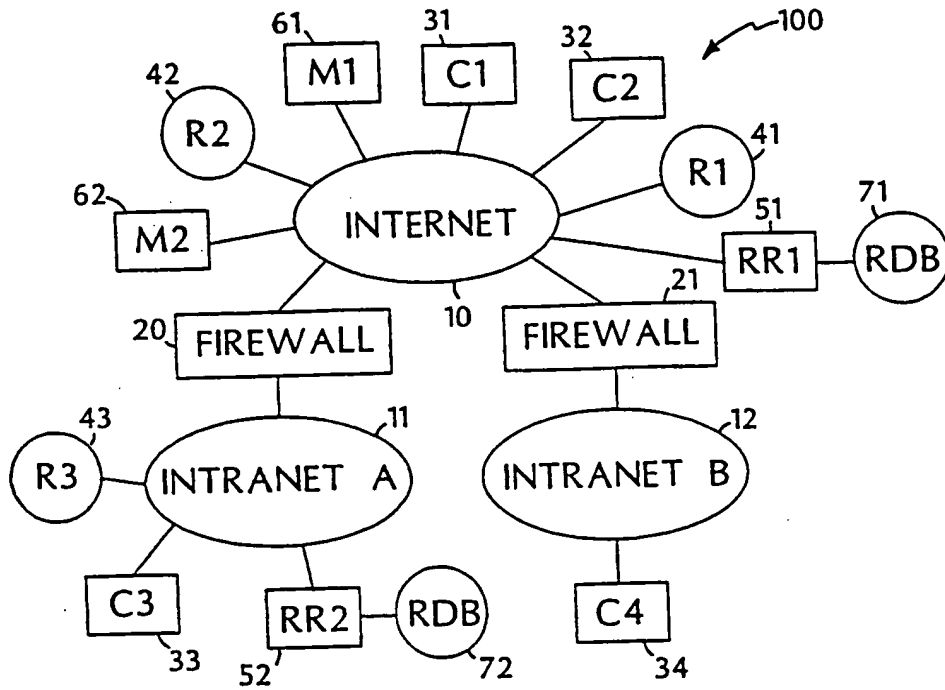 61
31
32
100
42
M1
C1
C2
R2
41
R1
62
51
71
M2
INTERNET
RR1
RDB
10
21
20
FIREWALL
FIREWALL
43
11
12
R3
INTRANET A
INTRANET B
C3
RR2
RDB
C4
33
52
72
34